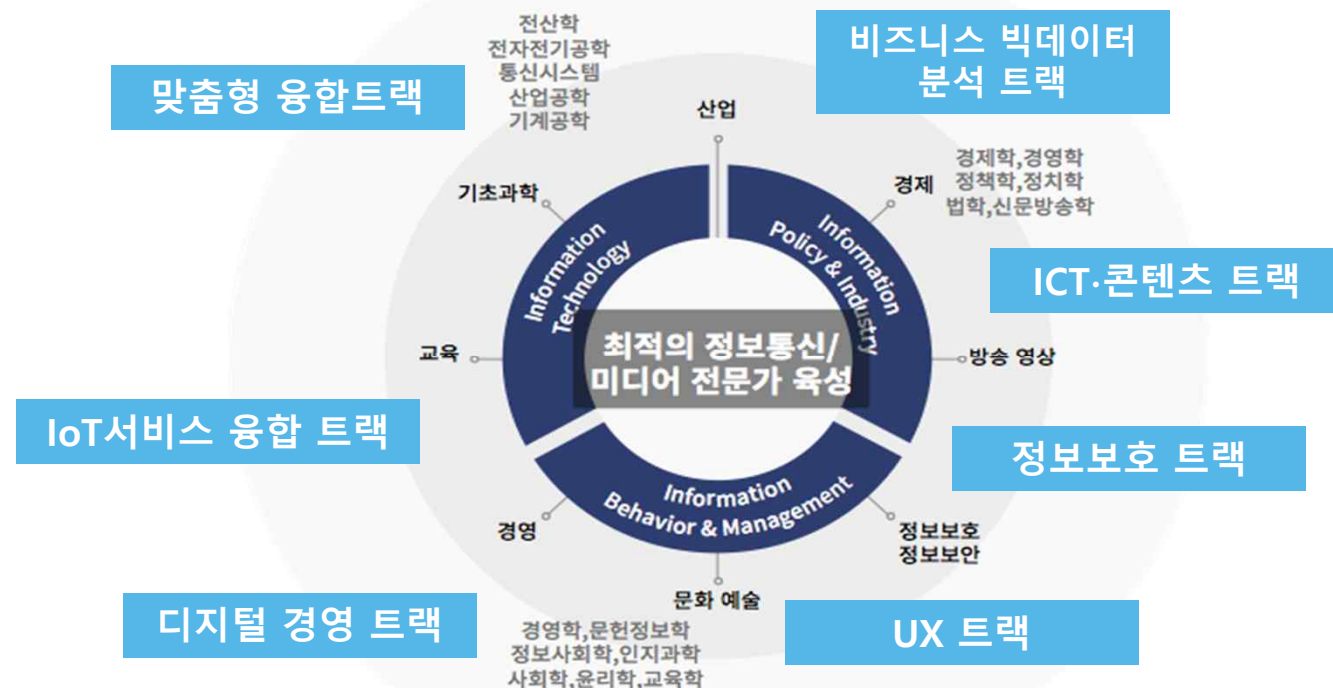 전산학
전자전기공학
통신시스템
산업공학
기계공학
비즈니스 빅데이터
분석 트랙
맞춤형 융합트랙
산업
경제학,경영학
정책학,정치학
법학,신문방송학
경제
기초과학
Information
Technology
Information
Policy & Industry
ICT·콘텐츠 트랙
최적의 정보통신/
미디어 전문가 육성
교육
방송 영상
IoT서비스 융합 트랙
정보보호 트랙
Information
Behavior & Management
경영
정보보호
정보보안
문화 예술
디지털 경영 트랙
UX 트랙
경영학,문헌정보학
정보사회학,인지과학
사회학,윤리학,교육학